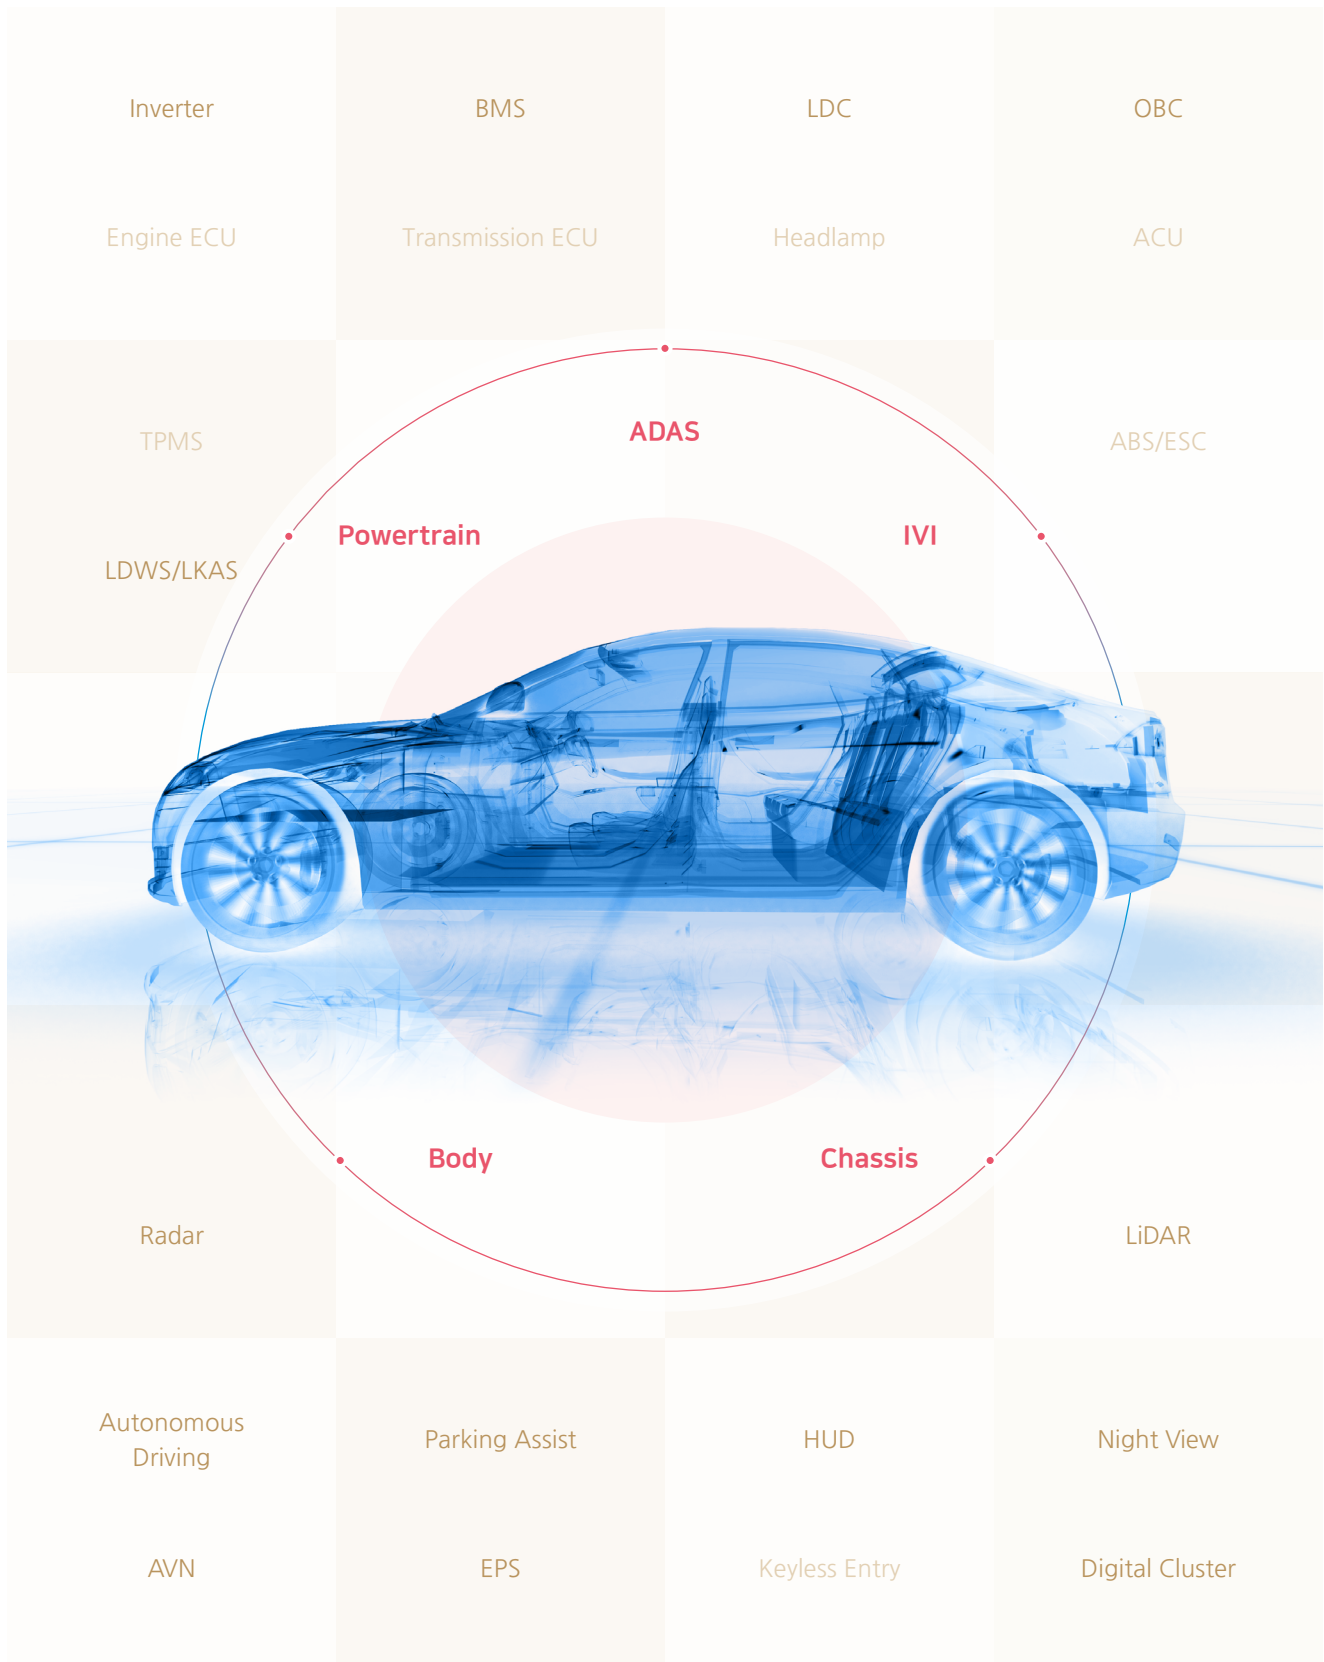 Inverter
BMS
LDC
OBC
Engine ECU
Transmission ECU
Headlamp
ACU
TPMS
ADAS
ABS/ESC
Powertrain
IVI
LDWS/LKAS
Body
Chassis
Radar
LiDAR
Autonomous
Driving
Parking Assist
HUD
Night View
AVN
EPS
Keyless Entry
Digital Cluster